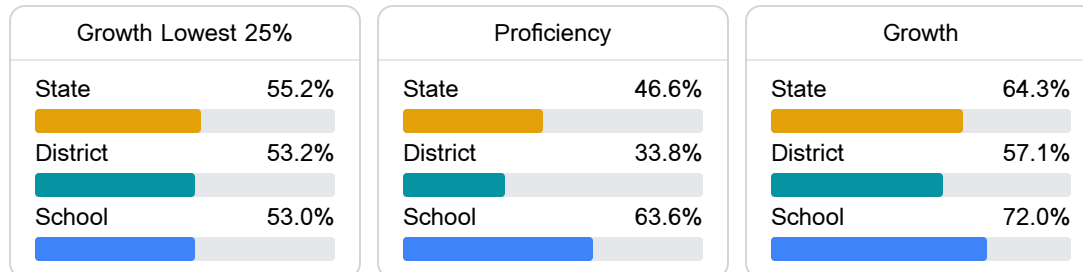 Growth Lowest 25%
State 55.2%
District 53.2%
School 53.0%
Proficiency
State 46.6%
District 33.8%
School 63.6%
Growth
State 64.3%
District 57.1%
School 72.0%